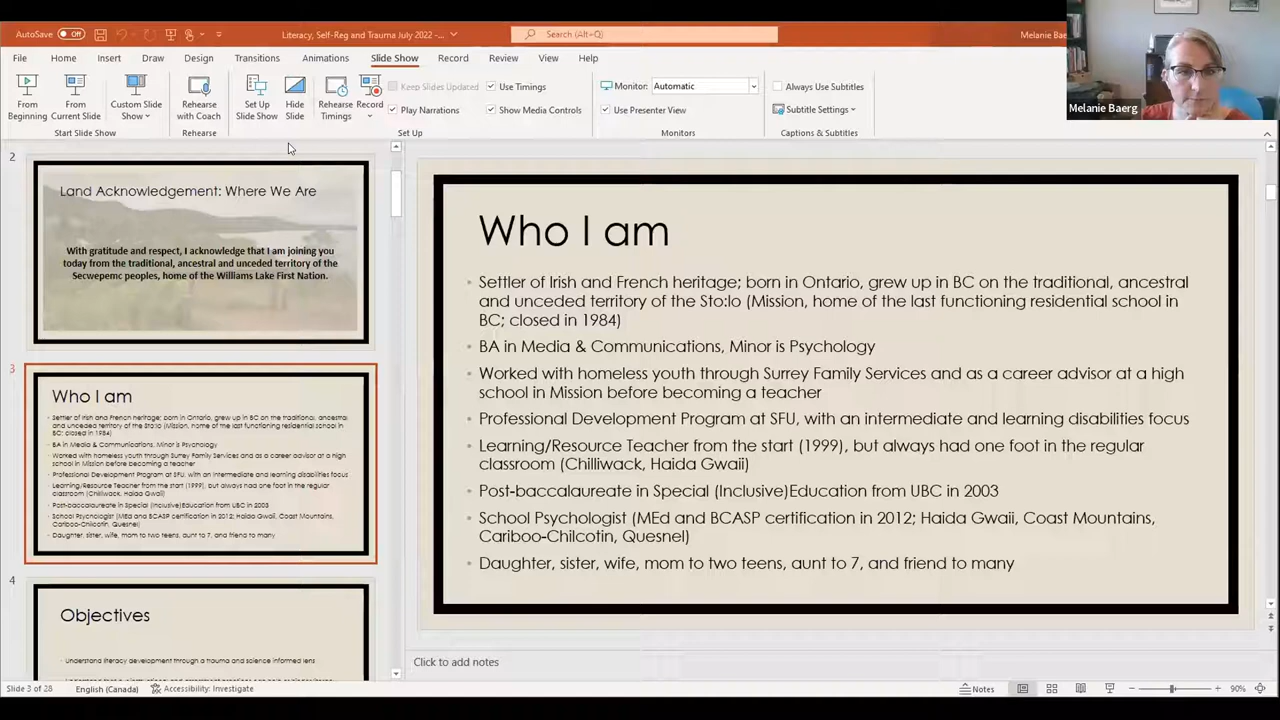 AutoSave Off
Literacy, Self-Reg and Trauma July 2022 -...
Search (Alt+Q)
Melanie Bae
Melanie Baerg
File Home Insert Draw Design Transitions Animations Slide Show Record Review View Help
From Beginning
From Current Slide
Custom Slide Show
Rehearse with Coach
Set Up Slide Show
Hide Slide
Rehearse Timings
Record
Keep Slides Updated
Play Narrations
Use Timings
Show Media Controls
Monitor: Automatic
Use Presenter View
Always Use Subtitles
Subtitle Settings
Start Slide Show
Rehearse
Set Up
Monitors
Captions & Subtitles
2
Land Acknowledgement: Where We Are
With gratitude and respect, I acknowledge that I am joining you
today from the traditional, ancestral and unceded territory of the
Secwepemc peoples, home of the Williams Lake First Nation.
3
Who I am
Settler of Irish and French heritage; born in Ontario, grew up in BC on the traditional, ancestral
and unceded territory of the Sto:lo (Mission, home of the last functioning residential school in
BC; closed in 1984)
BA in Media & Communications, Minor is Psychology
Worked with homeless youth through Surrey Family Services and as a career advisor at a high
school in Mission before becoming a teacher
Professional Development Program at SFU, with an intermediate and learning disabilities focus
Learning/Resource Teacher from the start (1999), but always had one foot in the regular
classroom (Chilliwack, Haida Gwaii)
Post-baccalaureate in Special (Inclusive)Education from UBC in 2003
School Psychologist (MEd and BCASP certification in 2012; Haida Gwaii, Coast Mountains,
Cariboo-Chilcotin, Quesnel)
Daughter, sister, wife, mom to two teens, aunt to 7, and friend to many
4
Objectives
Understand literacy development through a trauma and science informed lens
Who I am
Settler of Irish and French heritage; born in Ontario, grew up in BC on the traditional, ancestral
and unceded territory of the Sto:lo (Mission, home of the last functioning residential school in
BC; closed in 1984)
BA in Media & Communications, Minor is Psychology
Worked with homeless youth through Surrey Family Services and as a career advisor at a high
school in Mission before becoming a teacher
Professional Development Program at SFU, with an intermediate and learning disabilities focus
Learning/Resource Teacher from the start (1999), but always had one foot in the regular
classroom (Chilliwack, Haida Gwaii)
Post-baccalaureate in Special (Inclusive)Education from UBC in 2003
School Psychologist (MEd and BCASP certification in 2012; Haida Gwaii, Coast Mountains,
Cariboo-Chilcotin, Quesnel)
Daughter, sister, wife, mom to two teens, aunt to 7, and friend to many
Click to add notes
Slide 3 of 28 English (Canada) Accessibility: Investigate Notes 90%